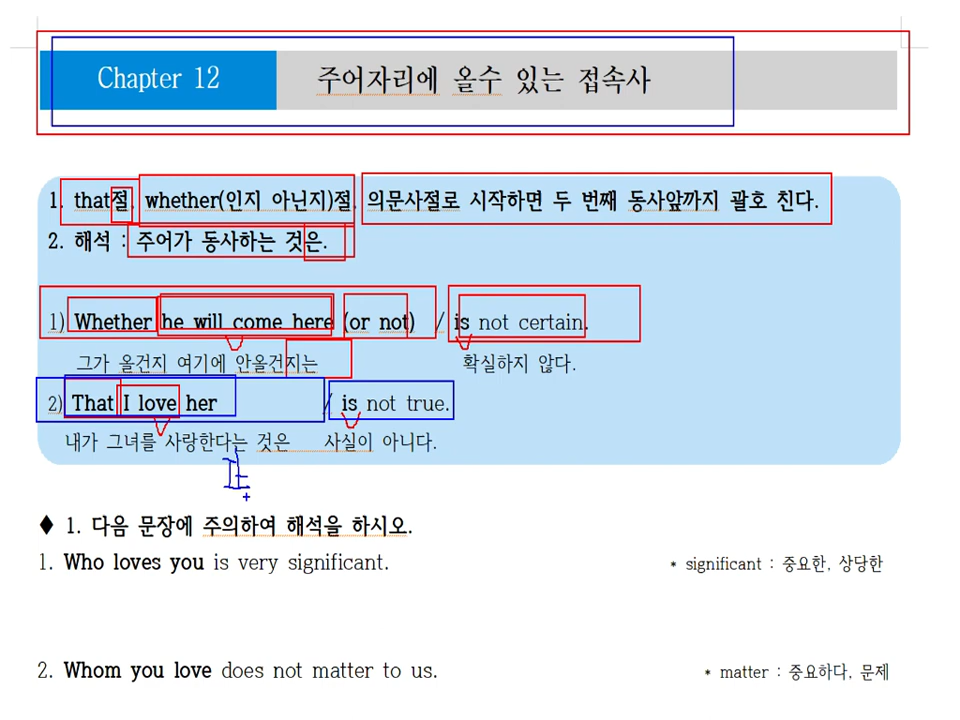 Chapter 12 주어자리에 올수 있는 접속사
1. that절, whether(인지 아닌지)절, 의문사절로 시작하면 두 번째 동사앞까지 괄호 친다.
2. 해석 : 주어가 동사하는 것은.
1) Whether he will come here (or not) / is not certain.
그가 올건지 여기에 안올건지는 확실하지 않다.
2) That I love her / is not true.
내가 그녀를 사랑한다는 것은 사실이 아니다.
◆ 1. 다음 문장에 주의하여 해석을 하시오.
1. Who loves you is very significant. * significant : 중요한, 상당한
2. Whom you love does not matter to us. * matter : 중요하다, 문제